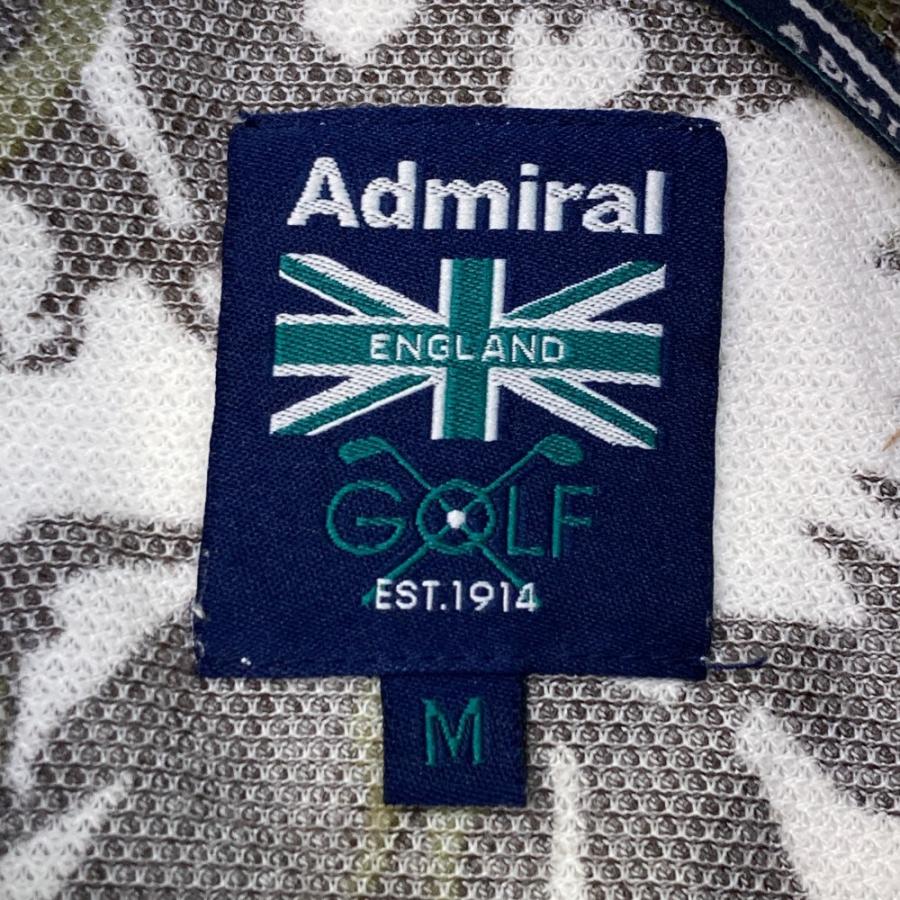 Admiral
ENGLAND
GOLF
EST.1914
M